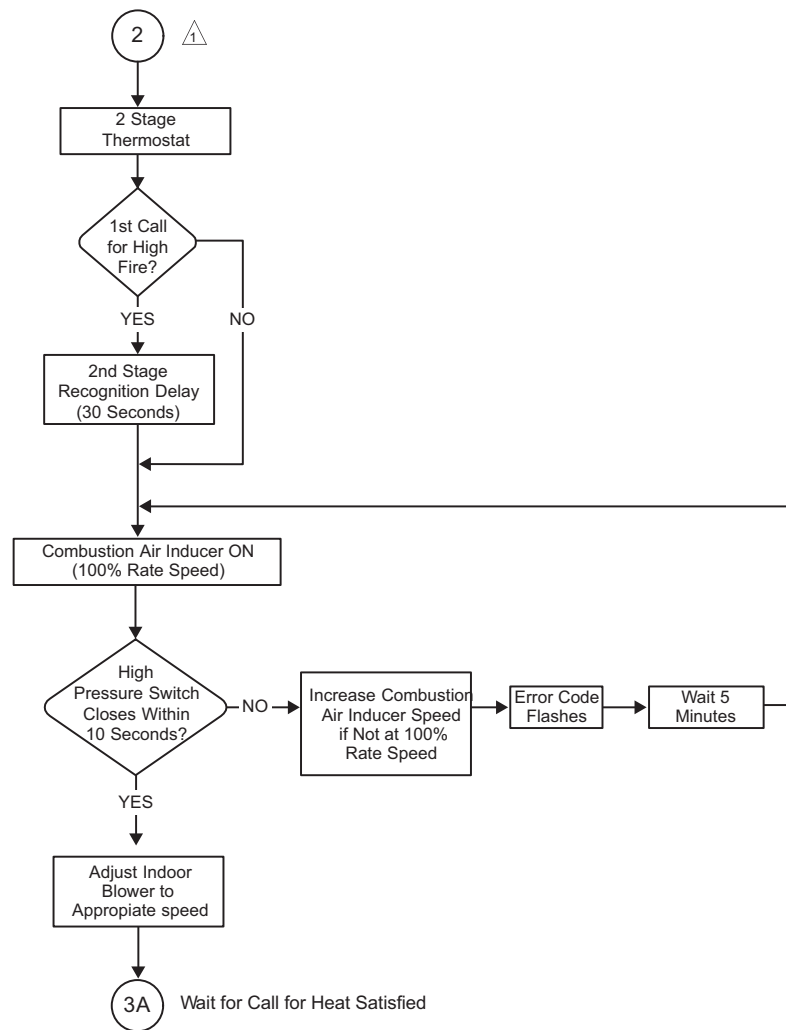 2
1
2 Stage
Thermostat
1st Call
for High
Fire?
YES
NO
2nd Stage
Recognition Delay
(30 Seconds)
Combustion Air Inducer ON
(100% Rate Speed)
High
Pressure Switch
Closes Within
10 Seconds?
NO
Increase Combustion
Air Inducer Speed
if Not at 100%
Rate Speed
Error Code
Flashes
Wait 5
Minutes
YES
Adjust Indoor
Blower to
Appropiate speed
3A
Wait for Call for Heat Satisfied